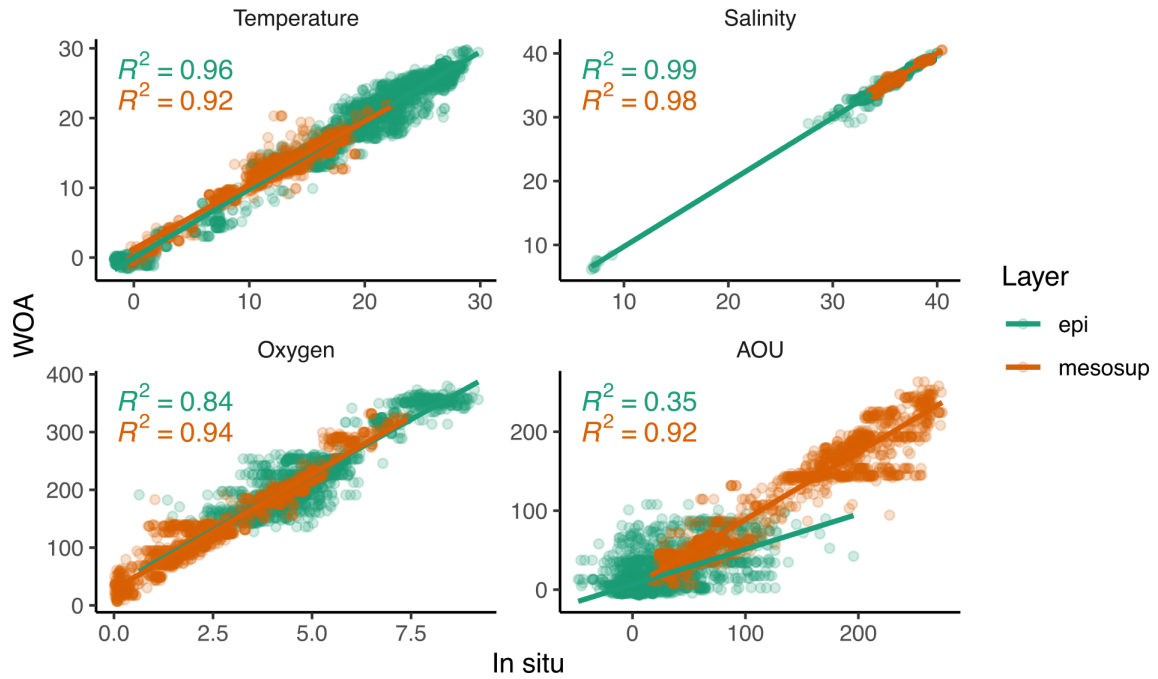 Temperature
Salinity
R² = 0.96
R² = 0.92
R² = 0.99
R² = 0.98
30
20
10
0
40
30
20
10
0
10
20
30
10
20
30
40
WOA
Oxygen
AOU
R² = 0.84
R² = 0.94
R² = 0.35
R² = 0.92
400
300
200
100
0
200
100
0
0.0
2.5
5.0
7.5
0
100
200
In situ
Layer
epi
mesosup